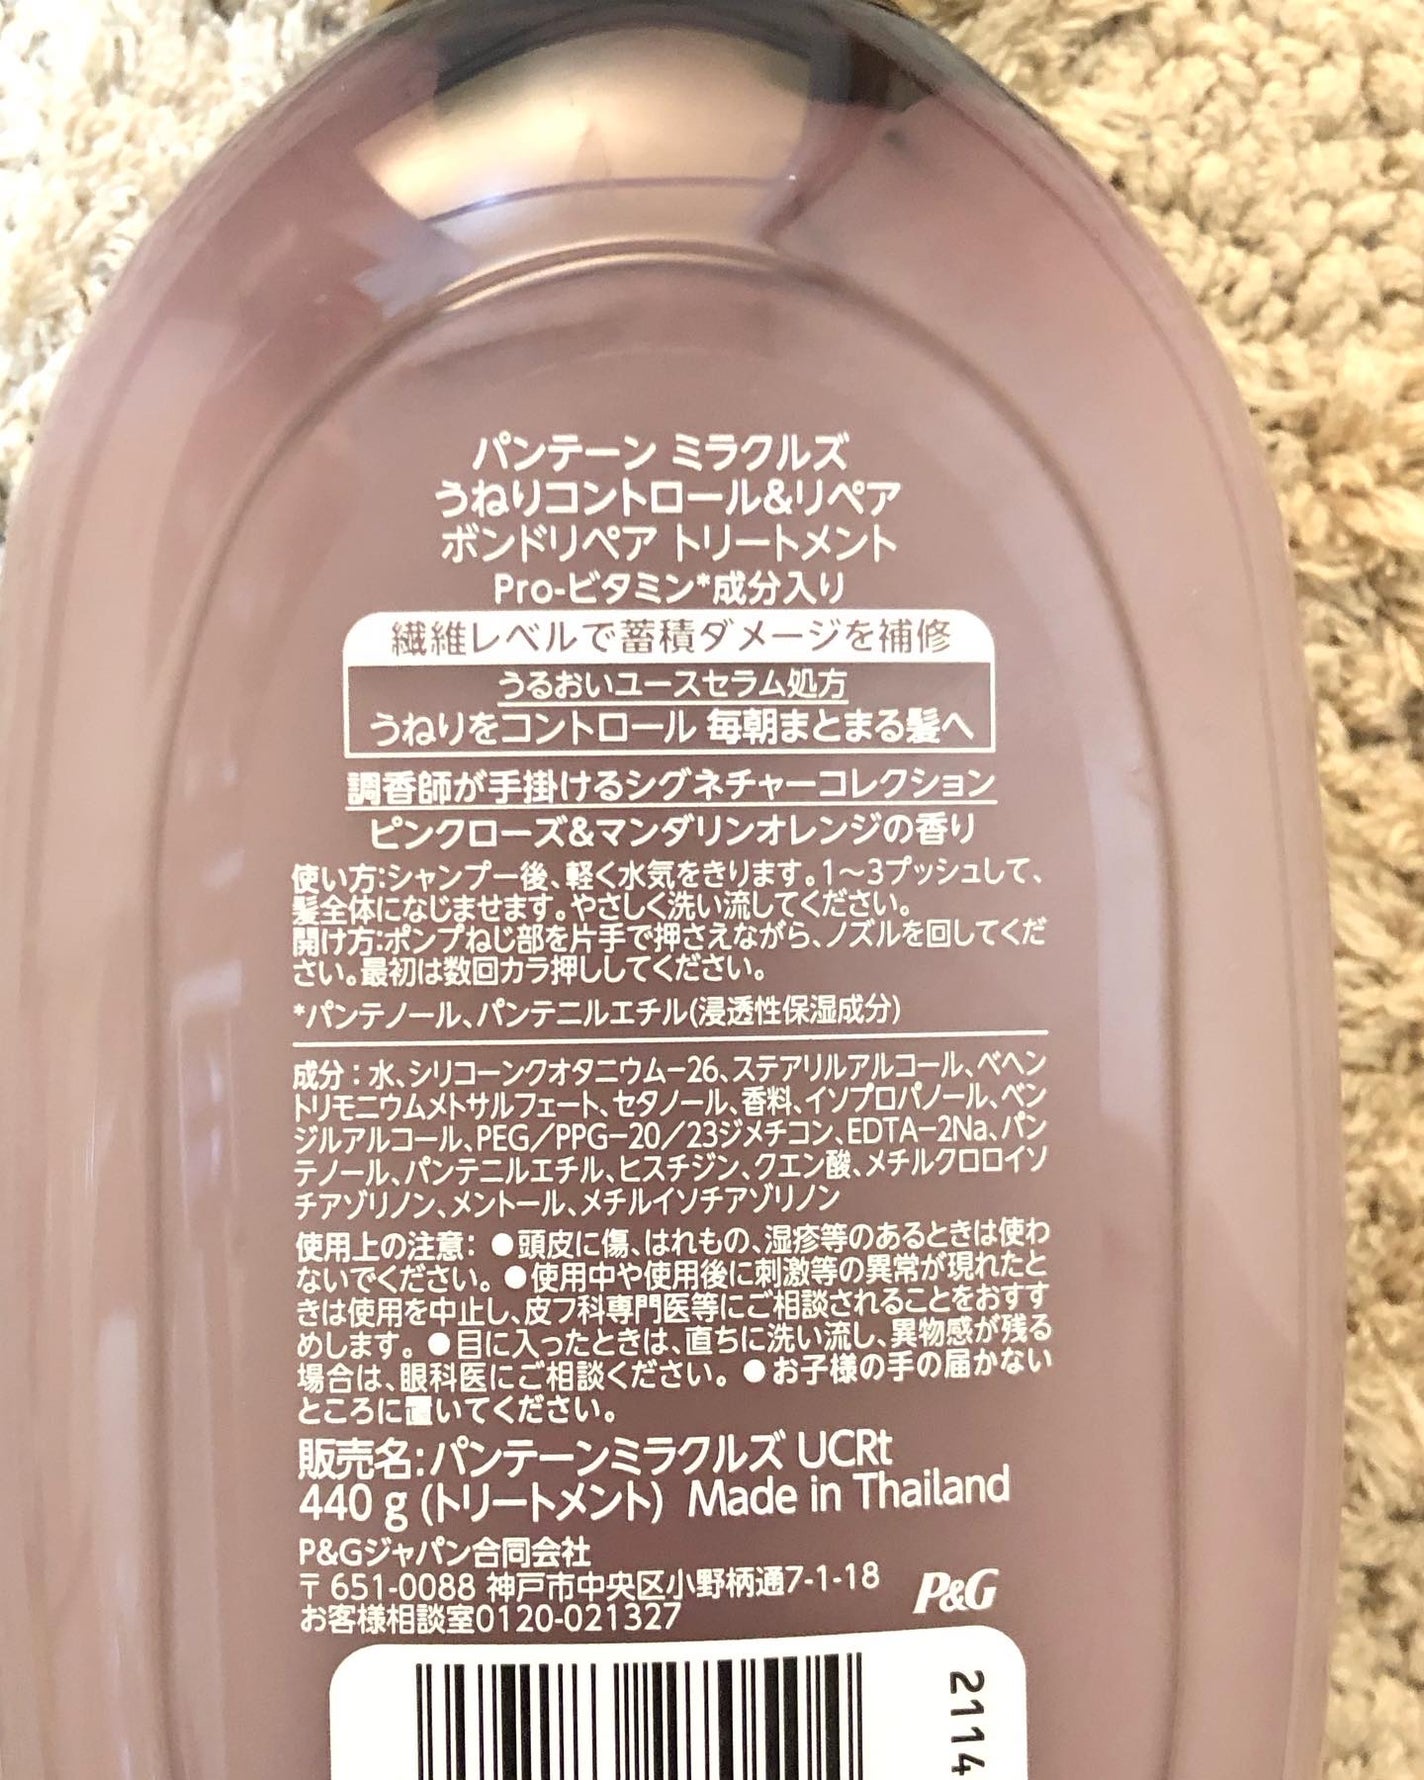 パンテーン ミラクルズ
うねりコントロール&リペア
ボンドリペア トリートメント
Pro-ビタミン*成分入り
繊維レベルで蓄積ダメージを補修
うるおいユースセラム処方
うねりをコントロール 毎朝まとまる髪へ
調香師が手掛けるシグネチャーコレクション
ピンクローズ&マンダリンオレンジの香り
使い方:シャンプー後、軽く水気をきります。1〜3プッシュして、
髪全体になじませます。やさしく洗い流してください。
開け方:ポンプねじ部を片手で押さえながら、ノズルを回してくだ
さい。最初は数回カラ押ししてください。
*パンテノール、パンテニルエチル(浸透性保湿成分)
成分：水、シリコーンクオタニウム-26、ステアリルアルコール、ベヘン
トリモニウムメトサルフェート、セタノール、香料、イソプロパノール、ベン
ジルアルコール、PEG/PPG-20/23ジメチコン、EDTA-2Na、パン
テノール、パンテニルエチル、ヒスチジン、クエン酸、メチルクロロイソ
チアゾリノン、メントール、メチルイソチアゾリノン
使用上の注意: ●頭皮に傷、はれもの、湿疹等のあるときは使わ
ないでください。●使用中や使用後に刺激等の異常が現れたと
きは使用を中止し、皮フ科専門医等にご相談されることをおすす
めします。●目に入ったときは、直ちに洗い流し、異物感が残る
場合は、眼科医にご相談ください。●お子様の手の届かない
ところに置いてください。
販売名:パンテーンミラクルズ UCRt
440 g (トリートメント) Made in Thailand
P&Gジャパン合同会社
〒651-0088 神戸市中央区小野柄通7-1-18
お客様相談室0120-021327
P&G
2114